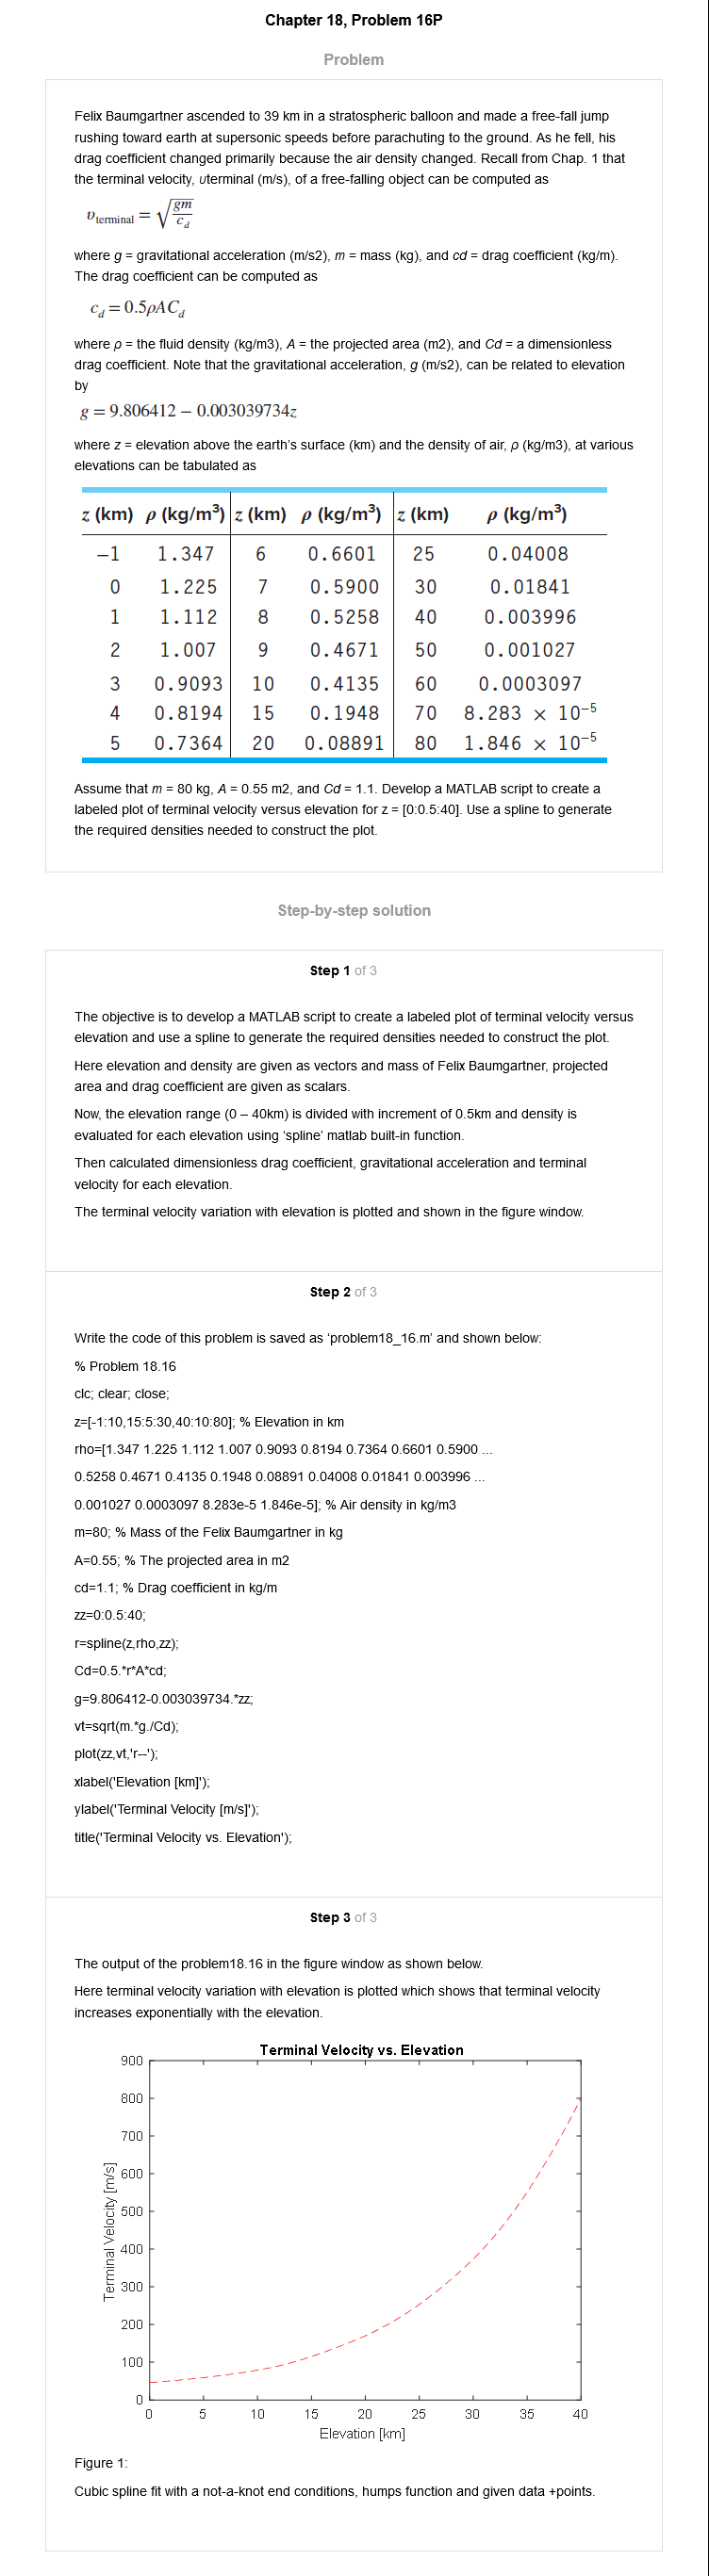 Chapter 18, Problem 16P
Problem
Felix Baumgartner ascended to 39 km in a stratospheric balloon and made a free-fall jump
rushing toward earth at supersonic speeds before parachuting to the ground. As he fell, his
drag coefficient changed primarily because the air density changed. Recall from Chap. 1 that
the terminal velocity, υterminal (m/s), of a free-falling object can be computed as
υterminal = √(gm/cd)
where g = gravitational acceleration (m/s2), m = mass (kg), and cd = drag coefficient (kg/m).
The drag coefficient can be computed as
cd = 0.5ρACd
where ρ = the fluid density (kg/m3), A = the projected area (m2), and Cd = a dimensionless
drag coefficient. Note that the gravitational acceleration, g (m/s2), can be related to elevation
by
g = 9.806412 – 0.003039734z
where z = elevation above the earth's surface (km) and the density of air, ρ (kg/m3), at various
elevations can be tabulated as
z (km) ρ (kg/m³) z (km) ρ (kg/m³) z (km) ρ (kg/m³)
−1 1.347 6 0.6601 25 0.04008
0 1.225 7 0.5900 30 0.01841
1 1.112 8 0.5258 40 0.003996
2 1.007 9 0.4671 50 0.001027
3 0.9093 10 0.4135 60 0.0003097
4 0.8194 15 0.1948 70 8.283 × 10⁻⁵
5 0.7364 20 0.08891 80 1.846 × 10⁻⁵
Assume that m = 80 kg, A = 0.55 m2, and Cd = 1.1. Develop a MATLAB script to create a
labeled plot of terminal velocity versus elevation for z = [0:0.5:40]. Use a spline to generate
the required densities needed to construct the plot.
Step-by-step solution
Step 1 of 3
The objective is to develop a MATLAB script to create a labeled plot of terminal velocity versus
elevation and use a spline to generate the required densities needed to construct the plot.
Here elevation and density are given as vectors and mass of Felix Baumgartner, projected
area and drag coefficient are given as scalars.
Now, the elevation range (0 – 40km) is divided with increment of 0.5km and density is
evaluated for each elevation using ‘spline’ matlab built-in function.
Then calculated dimensionless drag coefficient, gravitational acceleration and terminal
velocity for each elevation.
The terminal velocity variation with elevation is plotted and shown in the figure window.
Step 2 of 3
Write the code of this problem is saved as ‘problem18_16.m’ and shown below:
% Problem 18.16
clc; clear; close;
z=[-1:10,15:5:30,40:10:80]; % Elevation in km
rho=[1.347 1.225 1.112 1.007 0.9093 0.8194 0.7364 0.6601 0.5900 ...
0.5258 0.4671 0.4135 0.1948 0.08891 0.04008 0.01841 0.003996 ...
0.001027 0.0003097 8.283e-5 1.846e-5]; % Air density in kg/m3
m=80; % Mass of the Felix Baumgartner in kg
A=0.55; % The projected area in m2
cd=1.1; % Drag coefficient in kg/m
zz=0:0.5:40;
r=spline(z,rho,zz);
Cd=0.5.*r*A*cd;
g=9.806412-0.003039734.*zz;
vt=sqrt(m.*g./Cd);
plot(zz,vt,'r--');
xlabel('Elevation [km]');
ylabel('Terminal Velocity [m/s]');
title('Terminal Velocity vs. Elevation');
Step 3 of 3
The output of the problem18.16 in the figure window as shown below.
Here terminal velocity variation with elevation is plotted which shows that terminal velocity
increases exponentially with the elevation.
Terminal Velocity vs. Elevation
900
800
700
600
500
400
300
200
100
0
Terminal Velocity [m/s]
0 5 10 15 20 25 30 35 40
Elevation [km]
Figure 1:
Cubic spline fit with a not-a-knot end conditions, humps function and given data +points.